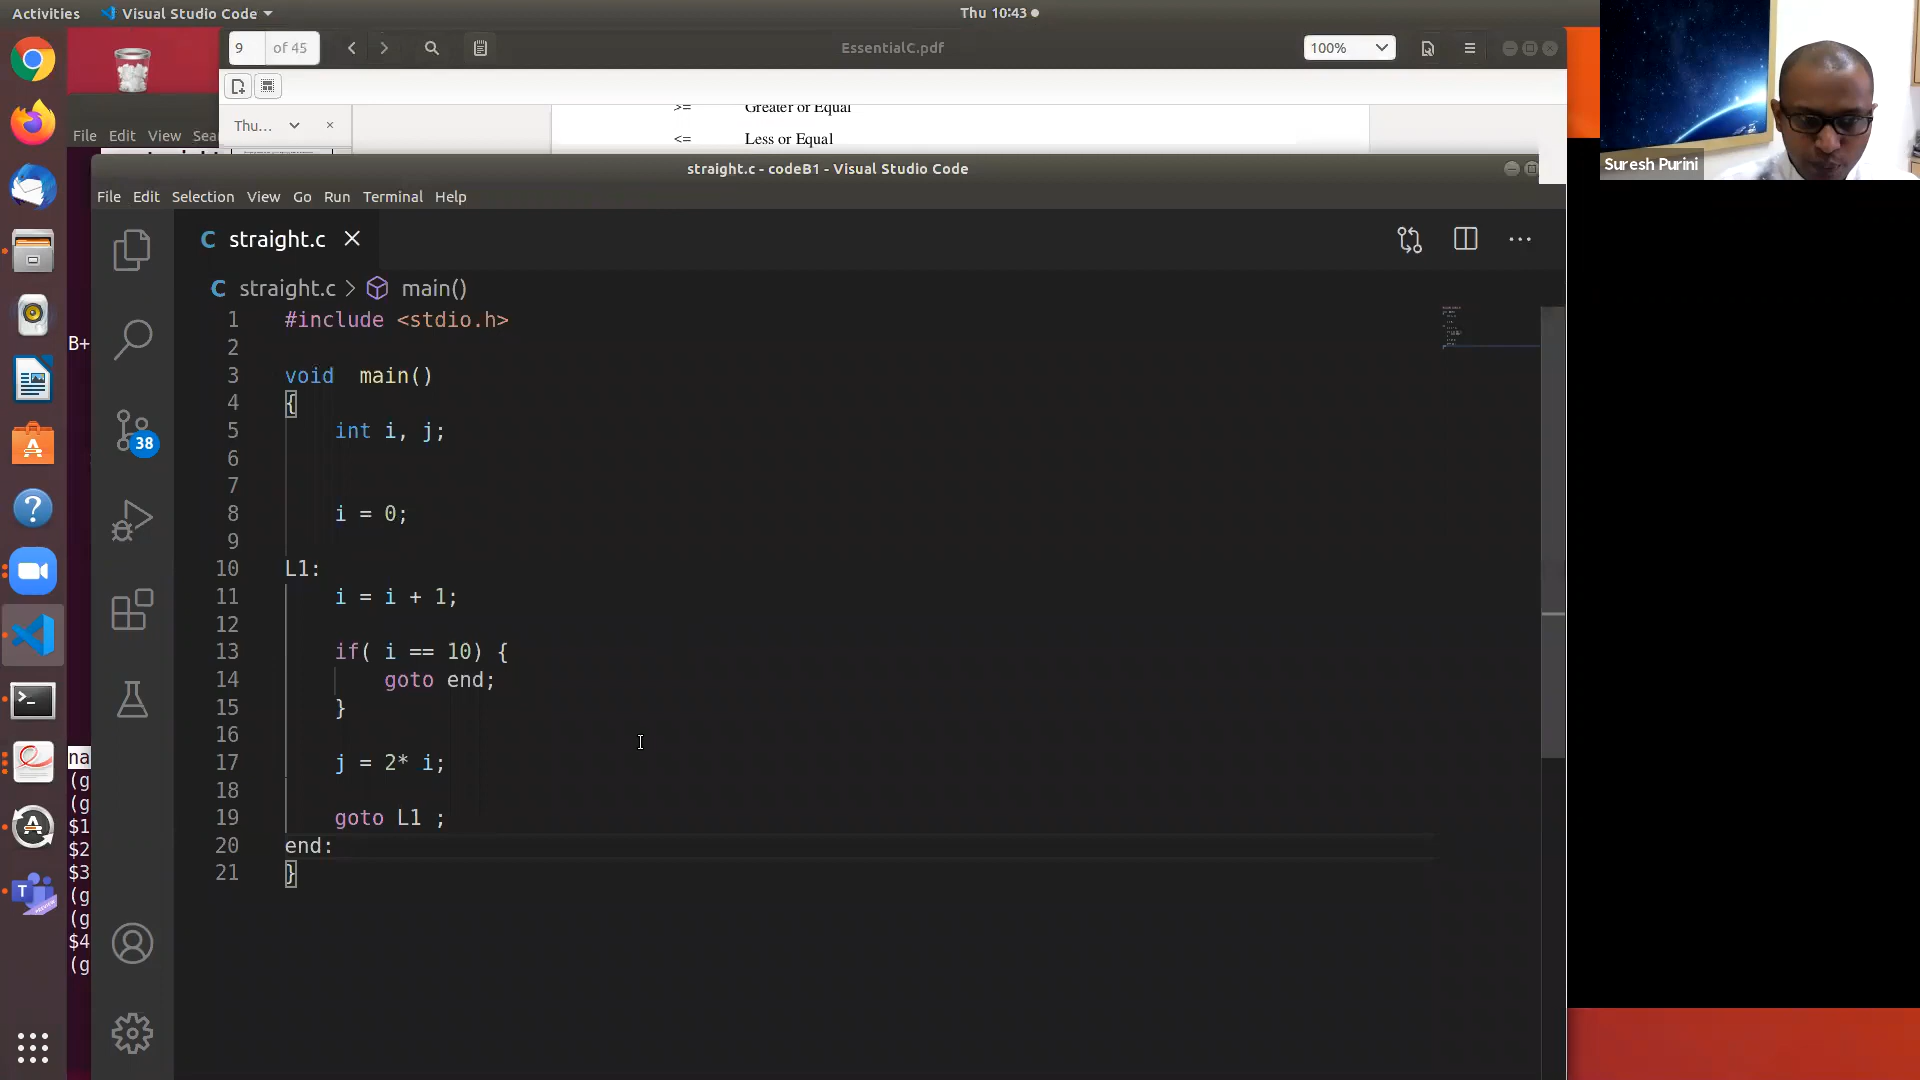 Activities
Visual Studio Code
Thu 10:43
9 of 45
EssentialC.pdf
100%
>= Greater or Equal
Thu...
<= Less or Equal
File Edit View Sea
straight.c - codeB1 - Visual Studio Code
Suresh Purini
File Edit Selection View Go Run Terminal Help
C straight.c
C straight.c > main()
1 #include <stdio.h>
2
3 void  main()
4 {
5 int i, j;
6
7
8 i = 0;
9
10 L1:
11 i = i + 1;
12
13 if( i == 10) {
14 goto end;
15 }
16
17 j = 2* i;
18
19 goto L1 ;
20 end:
21 }
38
B+
na
(g
(g
$1
$2
$3
(g
(g
$4
(g